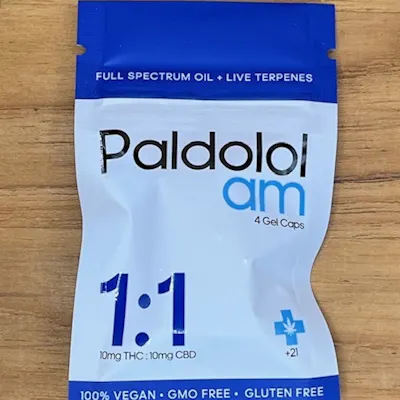 FULL SPECTRUM OIL + LIVE TERPENES
Paldolol
am
4 Gel Caps
1:1
10mg THC : 10mg CBD
+21
100% VEGAN • GMO FREE • GLUTEN FREE